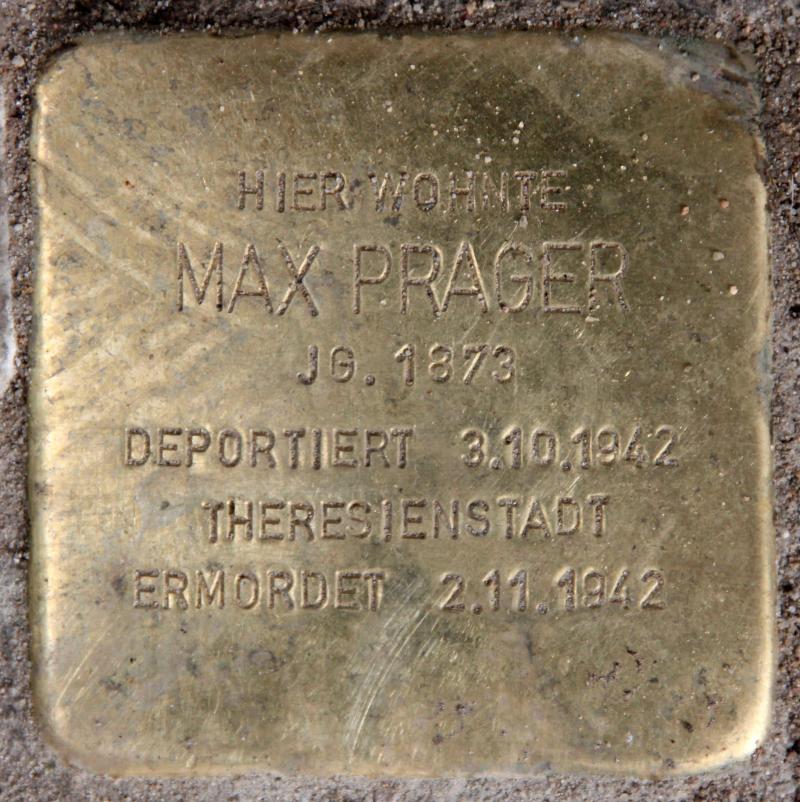 HIER WOHNTE
MAX PRAGER
JG. 1873
DEPORTIERT 3.10.1942
THERESIENSTADT
ERMORDET 2.11.1942